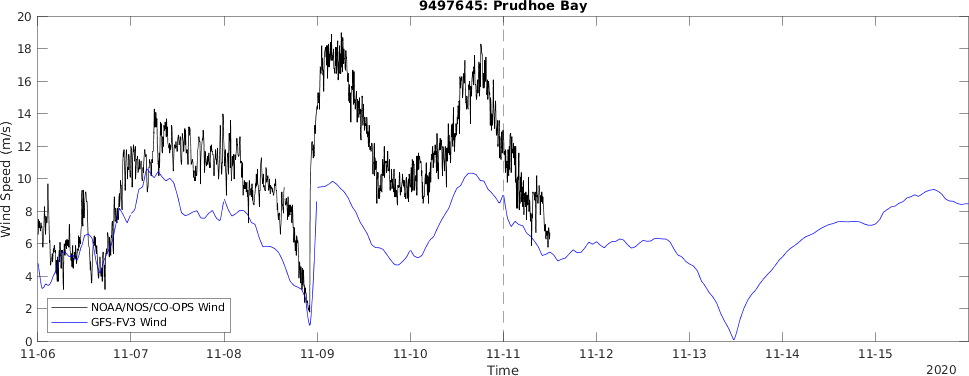 9497645: Prudhoe Bay
20
18
16
14
12
10
8
6
4
2
0
Wind Speed (m/s)
NOAA/NOS/CO-OPS Wind
GFS-FV3 Wind
11-06 11-07 11-08 11-09 11-10 11-11 11-12 11-13 11-14 11-15
Time
2020